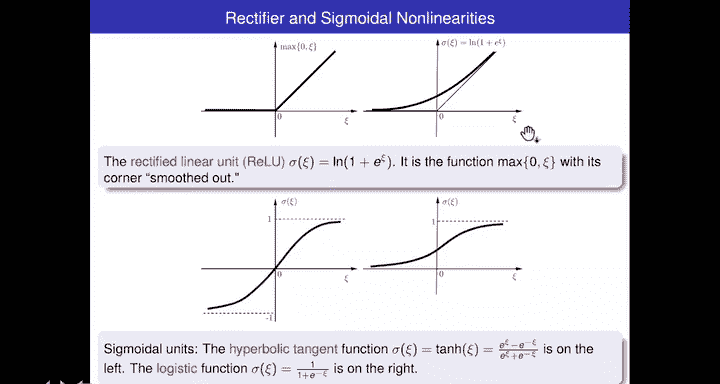 Rectifier and Sigmoidal Nonlinearities
max{0, ξ}
σ(ξ) = ln(1 + e^ξ)
0 ξ 0 ξ
The rectified linear unit (ReLU) σ(ξ) = ln(1 + e^ξ). It is the function max{0, ξ} with its
corner “smoothed out."
σ(ξ) σ(ξ)
1 1
0 ξ 0 ξ
-1
Sigmoidal units: The hyperbolic tangent function σ(ξ) = tanh(ξ) = (e^ξ − e^−ξ)/(e^ξ + e^−ξ) is on the
left. The logistic function σ(ξ) = 1/(1+e^−ξ) is on the right.